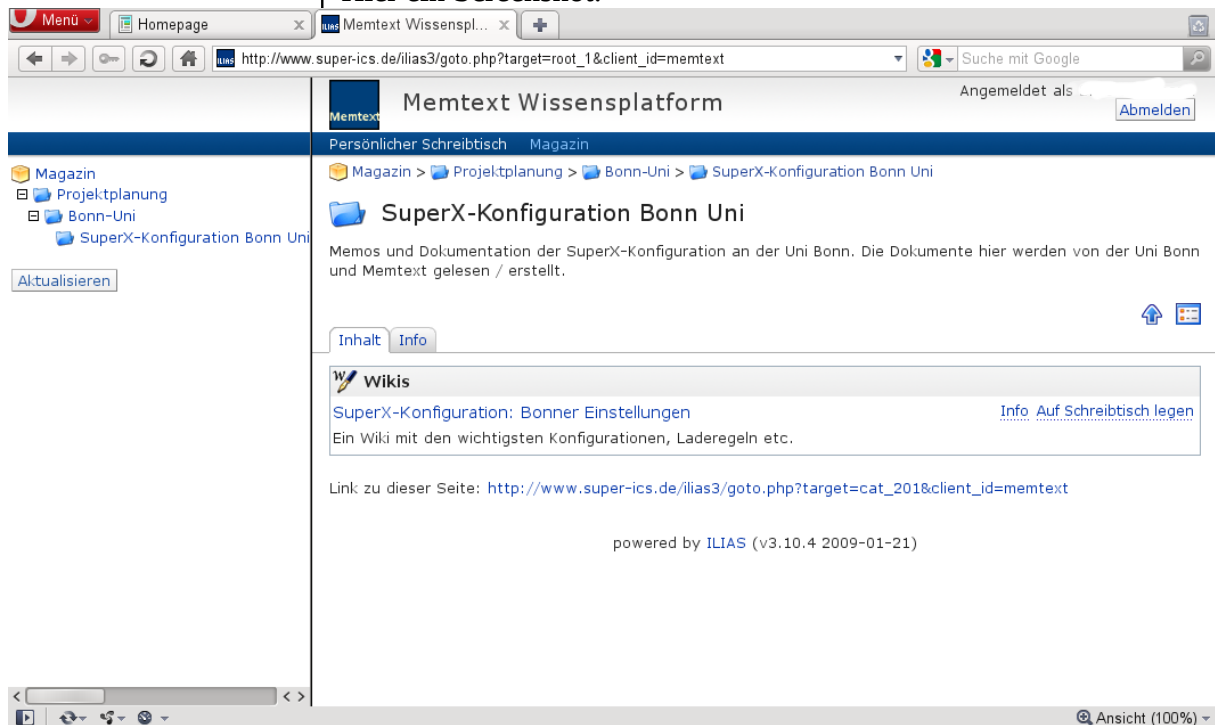 Hier ein Screenshot:
Menü
Homepage
Memtext Wissenspl...
http://www.super-ics.de/ilias3/goto.php?target=root_1&client_id=memtext
Suche mit Google
Memtext
Memtext Wissensplatform
Angemeldet als
Abmelden
Persönlicher Schreibtisch Magazin
Magazin
Projektplanung
Bonn-Uni
SuperX-Konfiguration Bonn Uni
Aktualisieren
Magazin > Projektplanung > Bonn-Uni > SuperX-Konfiguration Bonn Uni
SuperX-Konfiguration Bonn Uni
Memos und Dokumentation der SuperX-Konfiguration an der Uni Bonn. Die Dokumente hier werden von der Uni Bonn
und Memtext gelesen / erstellt.
Inhalt Info
Wikis
SuperX-Konfiguration: Bonner Einstellungen
Info Auf Schreibtisch legen
Ein Wiki mit den wichtigsten Konfigurationen, Laderegeln etc.
Link zu dieser Seite: http://www.super-ics.de/ilias3/goto.php?target=cat_201&client_id=memtext
powered by ILIAS (v3.10.4 2009-01-21)
Ansicht (100%)